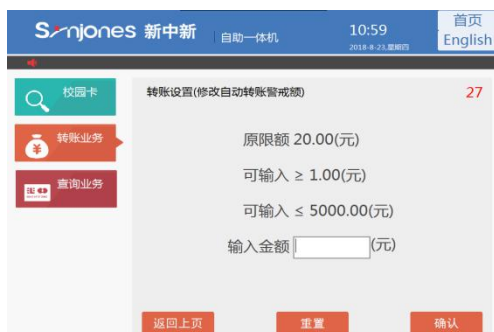 Synjones 新中新 自助一体机 10:59 首页
2018-8-23,星期四 English
校园卡
转账业务
查询业务
转账设置(修改自动转账警戒额) 27
原限额 20.00(元)
可输入 ≥ 1.00(元)
可输入 ≤ 5000.00(元)
输入金额 (元)
返回上页 重置 确认